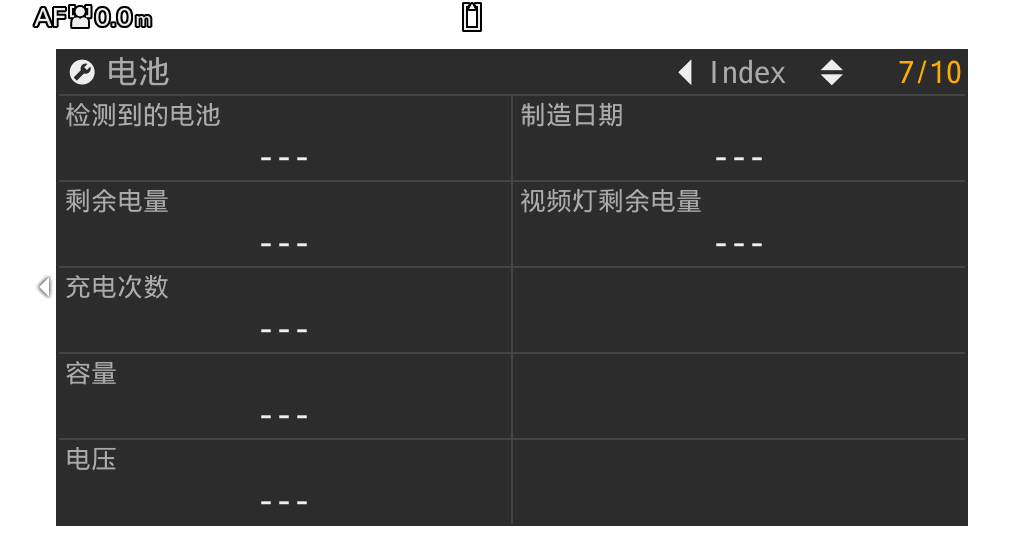 AF 0.0m
电池 Index 7/10
检测到的电池
---
制造日期
---
剩余电量
---
视频灯剩余电量
---
充电次数
---
容量
---
电压
---